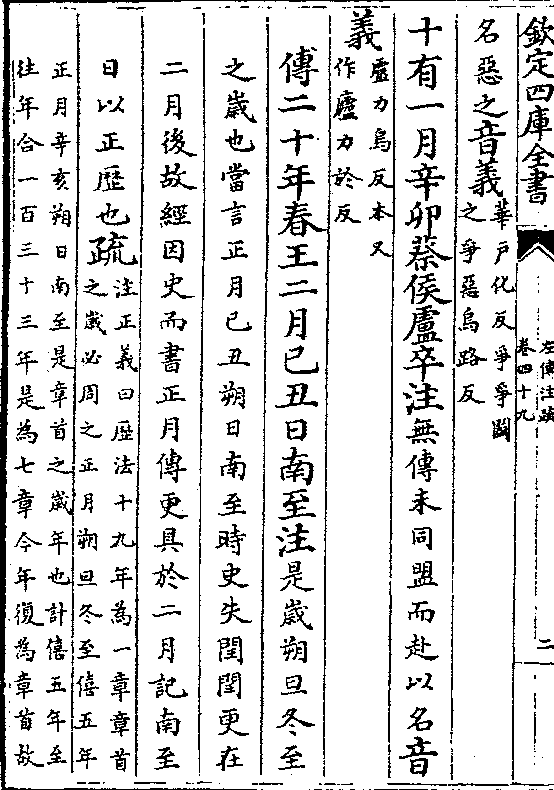 欽定四庫全書
左傳注疏
卷四十九
二
名惡之音義
華戶化反爭爭鬭
之爭惡烏路反
十有一月辛卯蔡侯盧卒注無傳未同盟而赴以名音
義
盧力烏反本又
作廬力於反
傳二十年春王二月己丑日南至注是歲朔旦冬至
之歲也當言正月己丑朔日南至時史失閏閏更在
二月後故經因史而書正月傳更具於二月記南至
日以正歷也疏
注正義曰歷法十九年為一章章首
之歲必周之正月朔旦冬至僖五年
正月辛亥朔日南至是章首之歲年也計僖五年至
往年合一百三十三年是為七章今年復為章首故